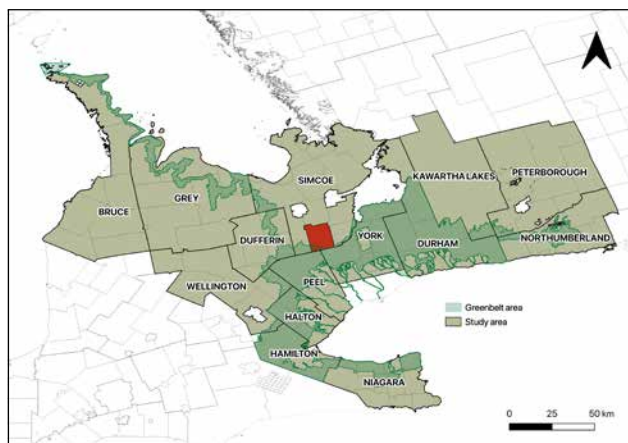 SIMCOE
KAWARTHA LAKES
PETERBOROUGH
GREY
BRUCE
DUFFERIN
YORK
DURHAM
NORTHUMBERLAND
WELLINGTON
PEEL
HALTON
HAMILTON
NIAGARA
Greenbelt area
Study area
0 25 50 km